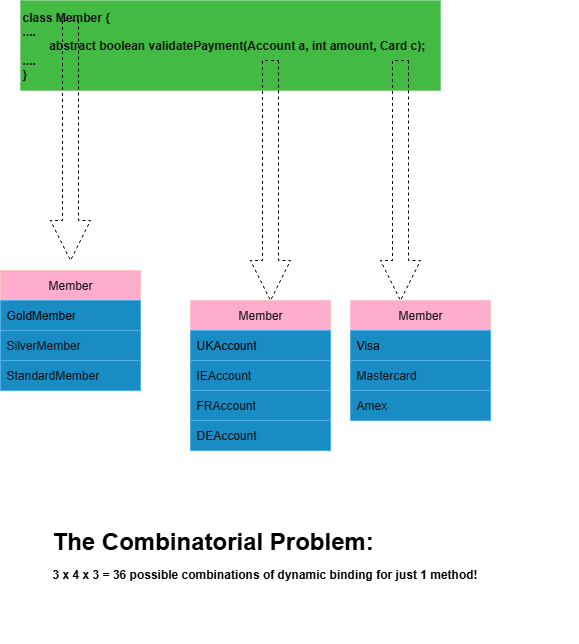 class Member {
....
abstract boolean validatePayment(Account a, int amount, Card c);
....
}
Member
GoldMember
SilverMember
StandardMember
Member
UKAccount
IEAccount
FRAccount
DEAccount
Member
Visa
Mastercard
Amex
The Combinatorial Problem:
3 x 4 x 3 = 36 possible combinations of dynamic binding for just 1 method!